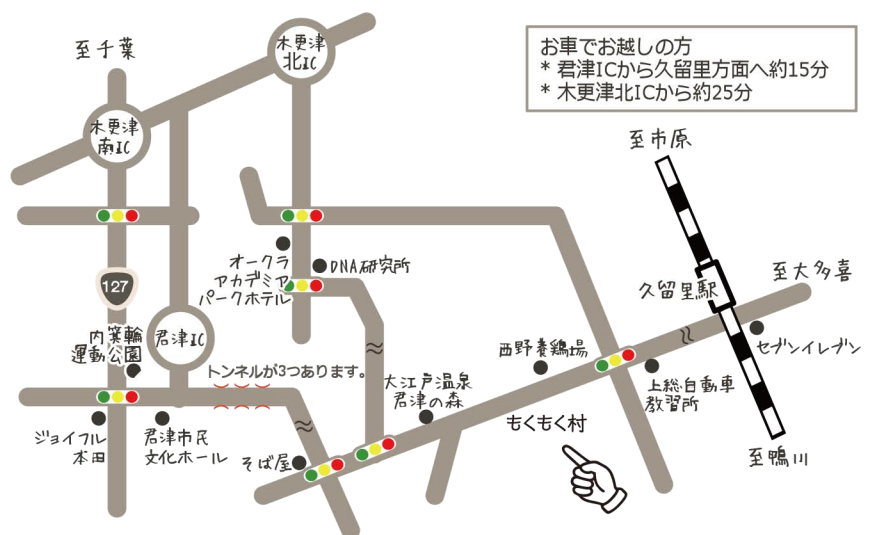 至千葉
木更津
北IC
お車でお越しの方
* 君津ICから久留里方面へ約15分
* 木更津北ICから約25分
木更津
南IC
至市原
オークラ
アカデミア
パークホテル
DNA研究所
久留里駅
至大多喜
127
内箕輪
運動公園
君津IC
トンネルが3つあります。
西野養鶏場
セブンイレブン
大江戸温泉
君津の森
上総自動車
教習所
もくもく村
ジョイフル
本田
君津市民
文化ホール
そば屋
至鴨川